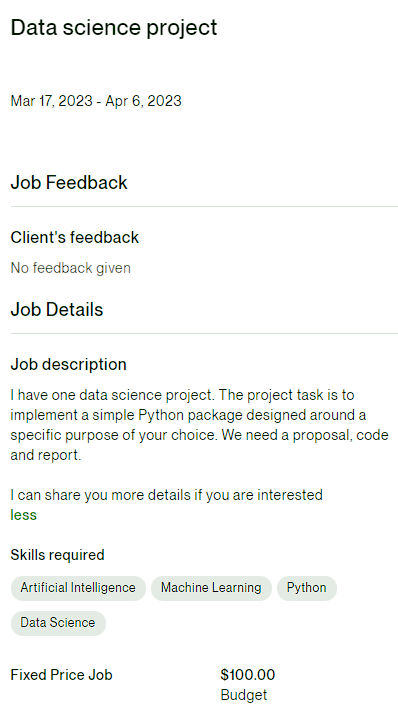 Data science project
Mar 17, 2023 - Apr 6, 2023
Job Feedback
Client's feedback
No feedback given
Job Details
Job description
I have one data science project. The project task is to
implement a simple Python package designed around a
specific purpose of your choice. We need a proposal, code
and report.
I can share you more details if you are interested
less
Skills required
Artificial Intelligence Machine Learning Python
Data Science
Fixed Price Job $100.00
Budget